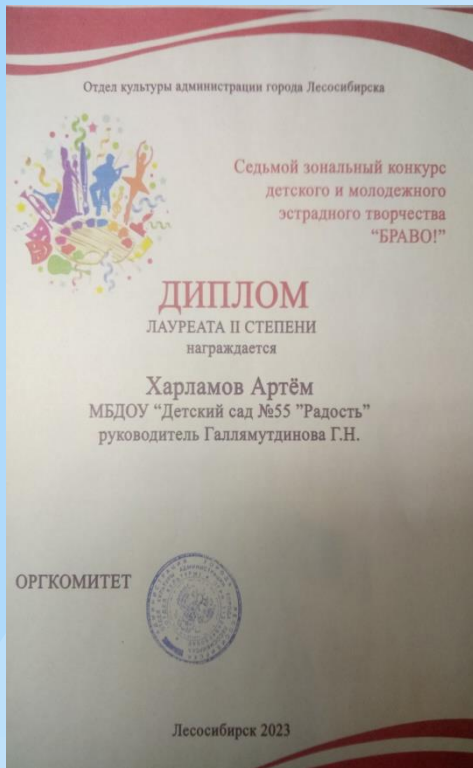 Отдел культуры администрации города Лесосибирска
Седьмой зональный конкурс
детского и молодежного
эстрадного творчества
“БРАВО!”
ДИПЛОМ
ЛАУРЕАТА II СТЕПЕНИ
награждается
Харламов Артём
МБДОУ “Детский сад №55 ”Радость”
руководитель Галлямутдинова Г.Н.
ОРГКОМИТЕТ
Лесосибирск 2023